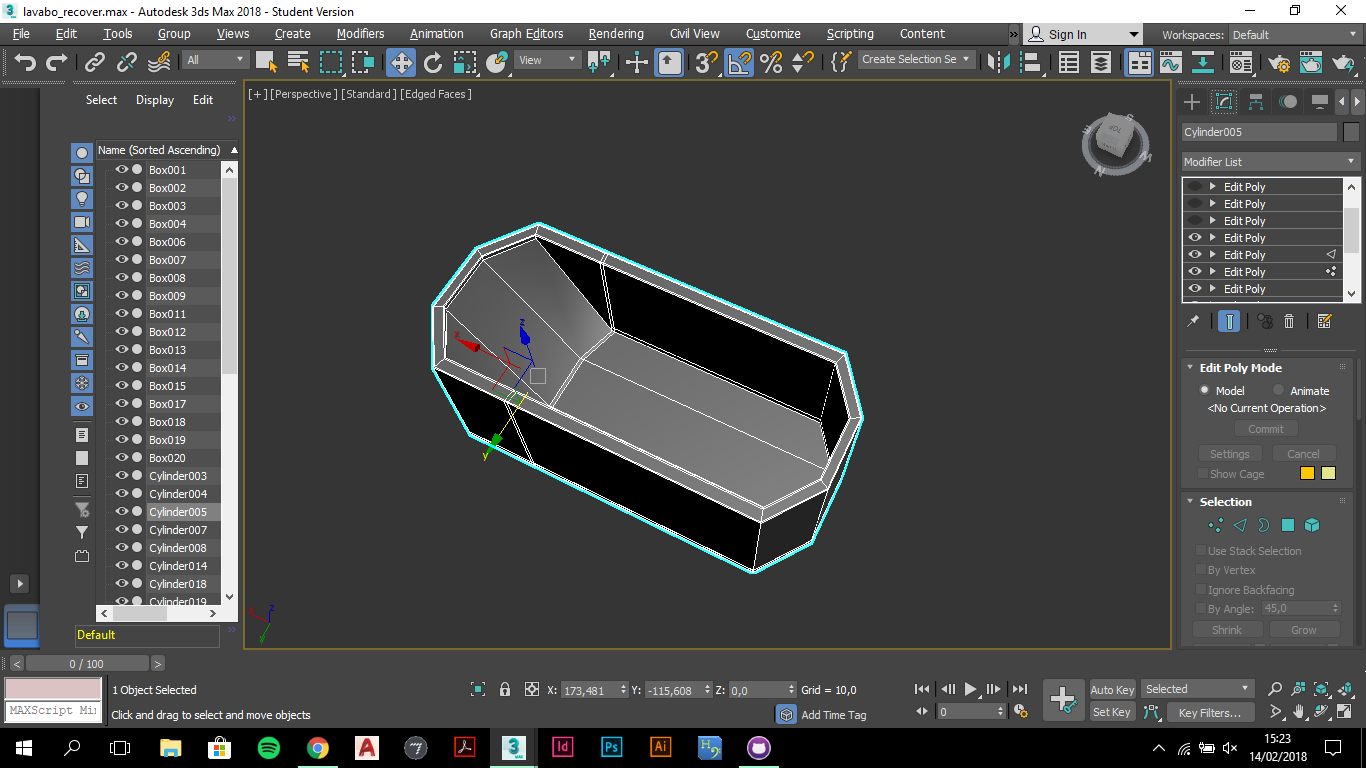 lavabo_recover.max - Autodesk 3ds Max 2018 - Student Version
File Edit Tools Group Views Create Modifiers Animation Graph Editors Rendering Civil View Customize Scripting Content » Sign In Workspaces: Default
All View Create Selection Se
Select Display Edit
[+] [Perspective] [Standard] [Edged Faces]
Name (Sorted Ascending)
Box001
Box002
Box003
Box004
Box006
Box007
Box008
Box009
Box011
Box012
Box013
Box014
Box015
Box017
Box018
Box019
Box020
Cylinder003
Cylinder004
Cylinder005
Cylinder007
Cylinder008
Cylinder014
Cylinder018
Cylinder019
Default
TOP
S
E
N
x
z
y
z
Cylinder005
Modifier List
Edit Poly
Edit Poly
Edit Poly
Edit Poly
Edit Poly
Edit Poly
Edit Poly
Edit Poly Mode
Model Animate
<No Current Operation>
Commit
Settings Cancel
Show Cage
Selection
Use Stack Selection
By Vertex
Ignore Backfacing
By Angle: 45,0
Shrink Grow
< 0 / 100 >
MAXScript Mi
1 Object Selected
Click and drag to select and move objects
X: 173,481 Y: -115,608 Z: 0,0 Grid = 10,0
Add Time Tag
0
Auto Key Selected
Set Key Key Filters...
15:23
14/02/2018